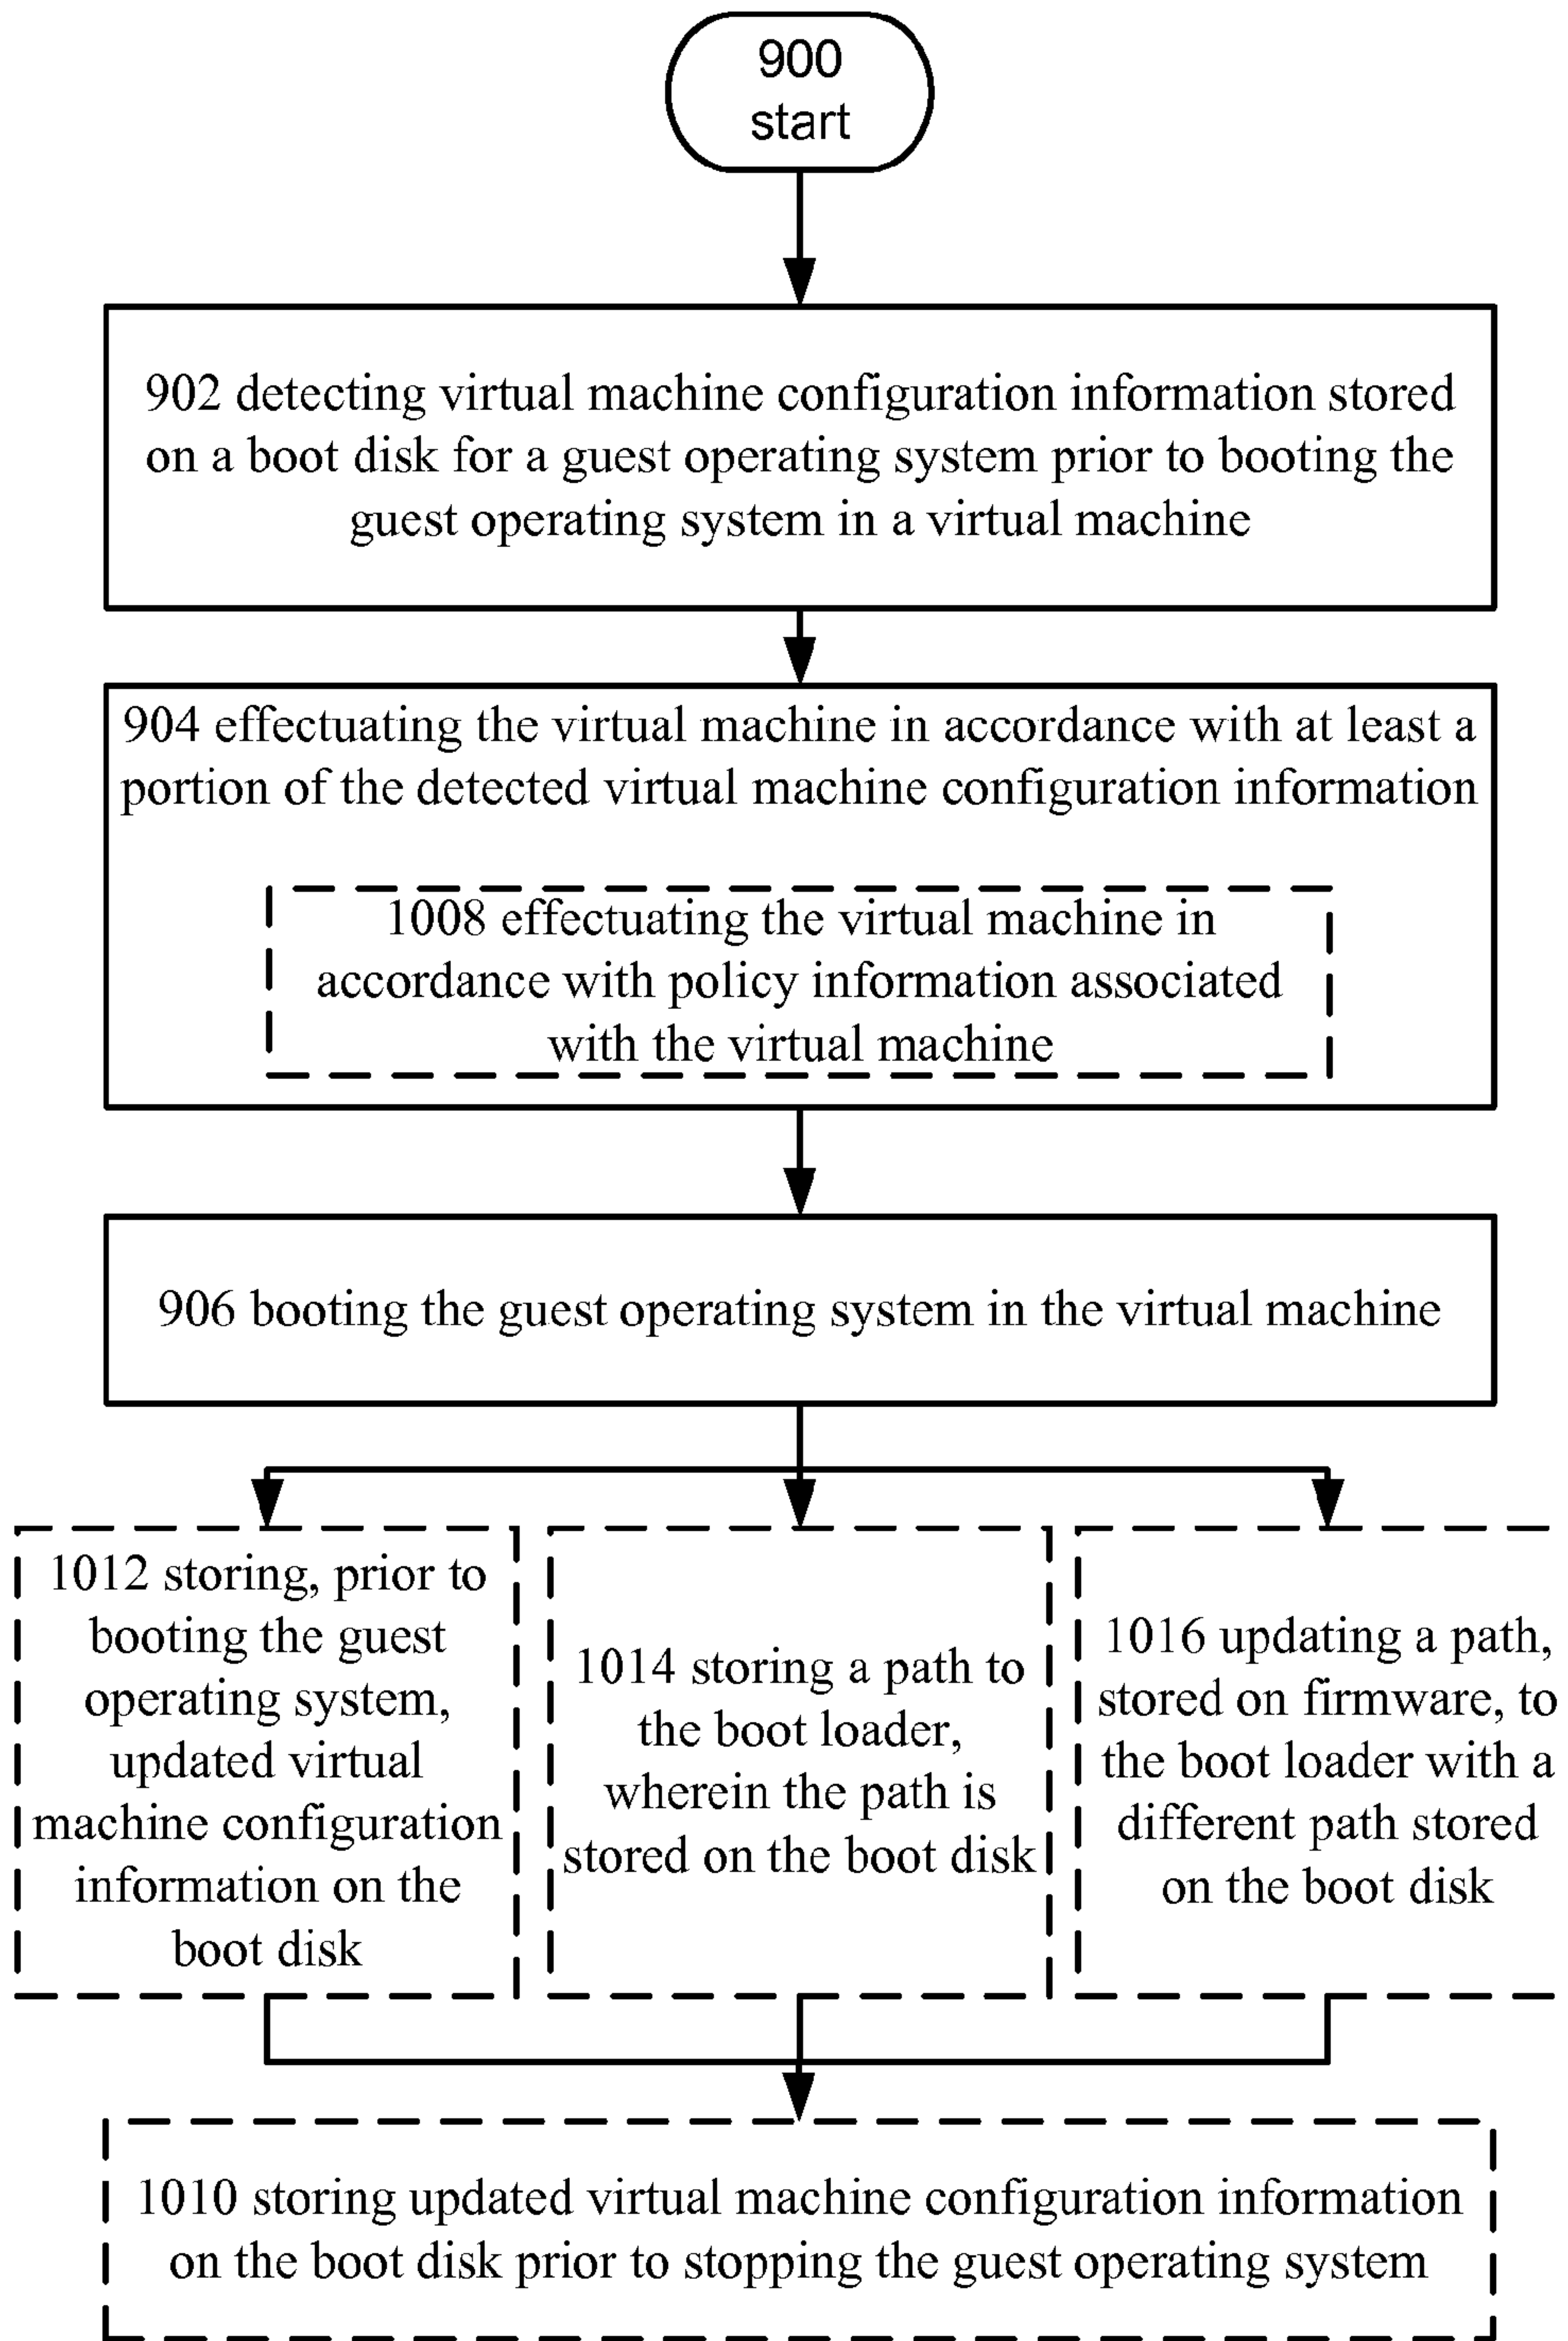 900
start
902 detecting virtual machine configuration information stored
on a boot disk for a guest operating system prior to booting the
guest operating system in a virtual machine
904 effectuating the virtual machine in accordance with at least a
portion of the detected virtual machine configuration information
1008 effectuating the virtual machine in
accordance with policy information associated
with the virtual machine
906 booting the guest operating system in the virtual machine
1012 storing, prior to
booting the guest
operating system,
updated virtual
machine configuration
information on the
boot disk
1014 storing a path to
the boot loader,
wherein the path is
stored on the boot disk
1016 updating a path,
stored on firmware, to
the boot loader with a
different path stored
on the boot disk
1010 storing updated virtual machine configuration information
on the boot disk prior to stopping the guest operating system